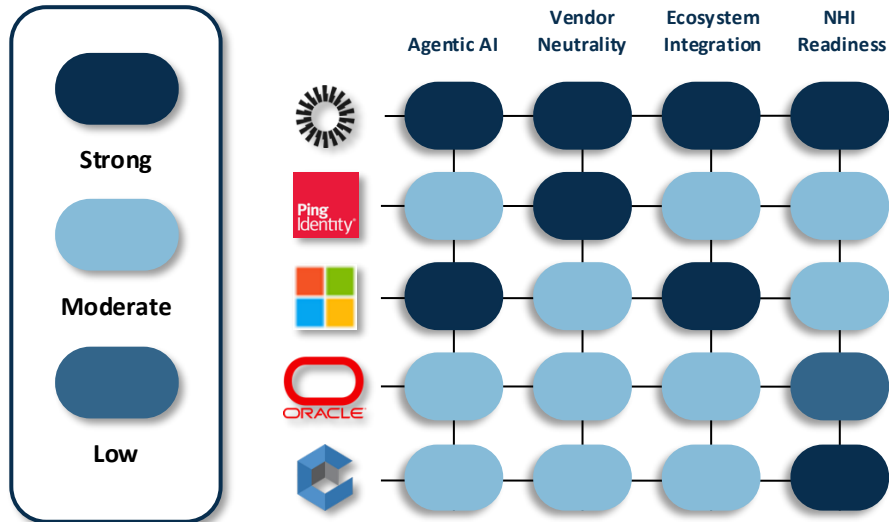 Strong
Moderate
Low
Agentic AI
Vendor
Neutrality
Ecosystem
Integration
NHI
Readiness
Ping
Identity®
ORACLE